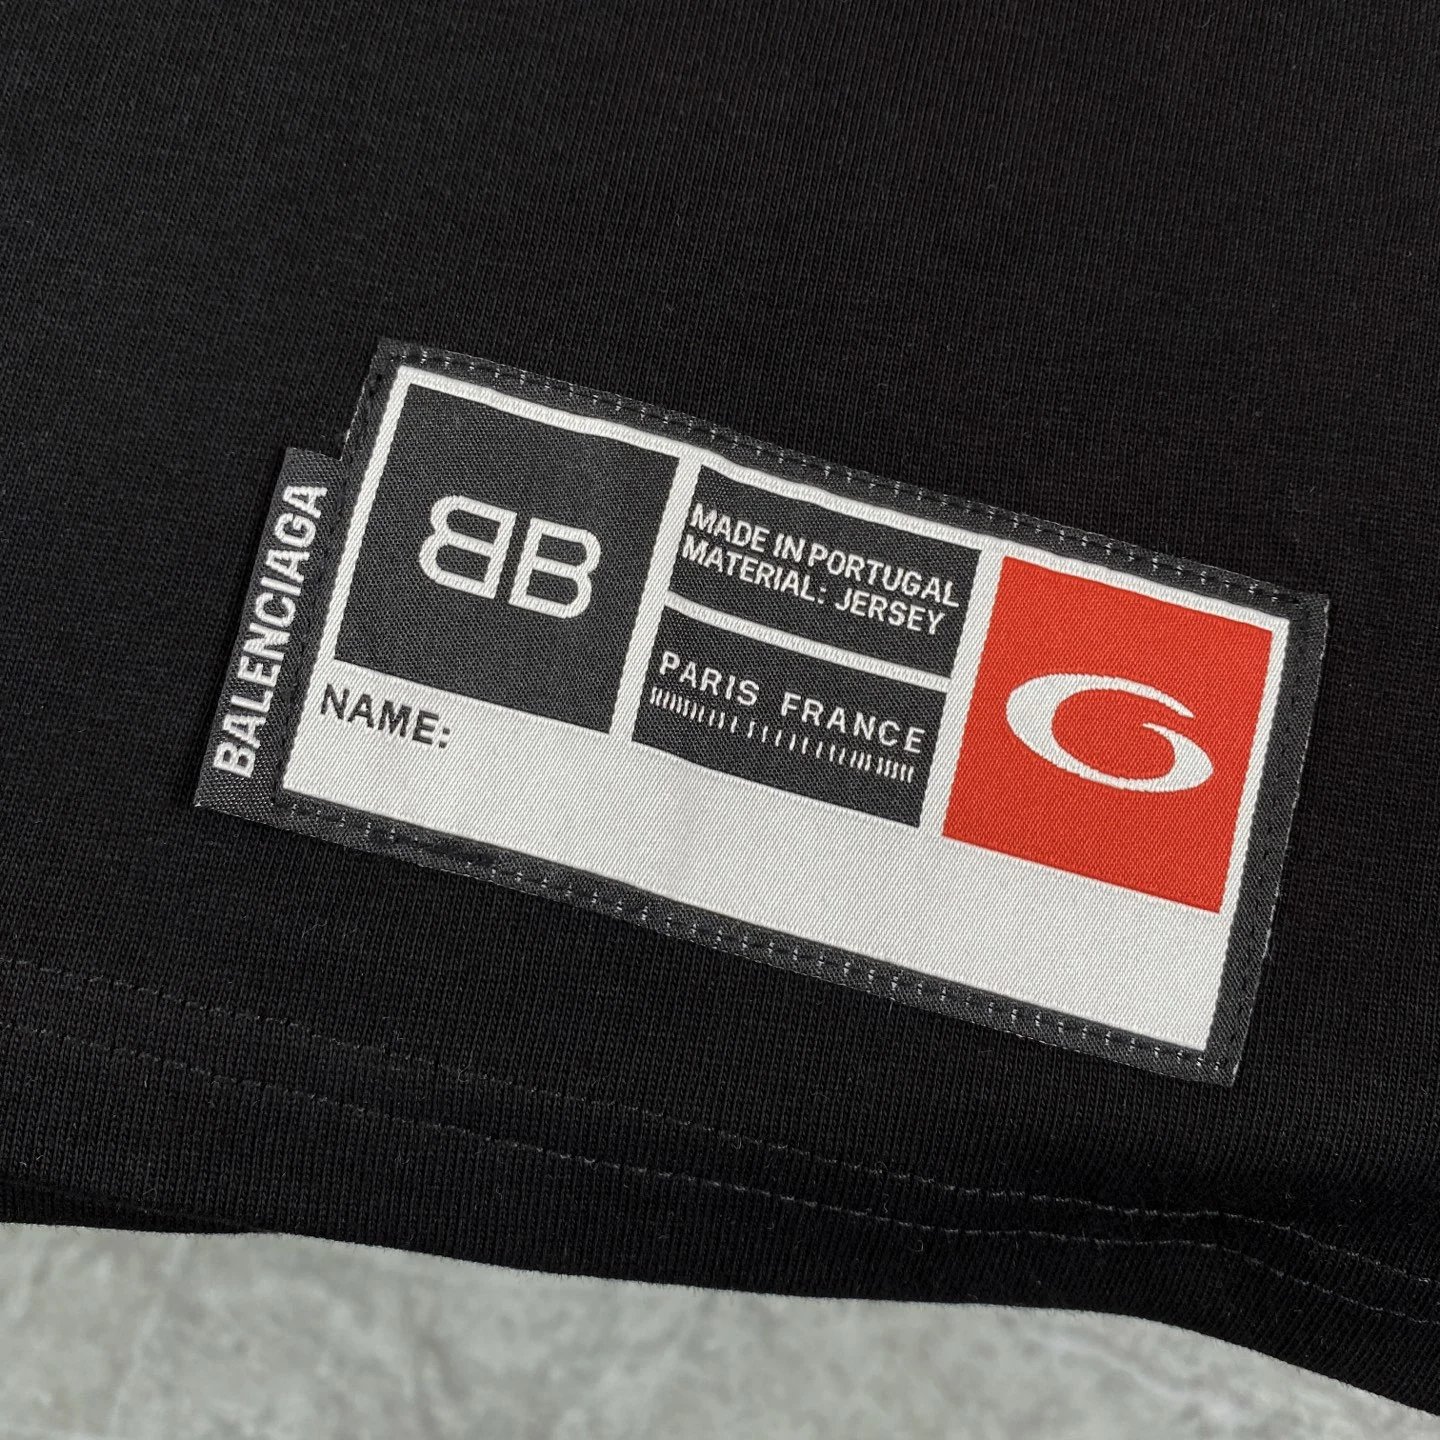 BALENCIAGA
BB
MADE IN PORTUGAL
MATERIAL: JERSEY
PARIS FRANCE
NAME:
G